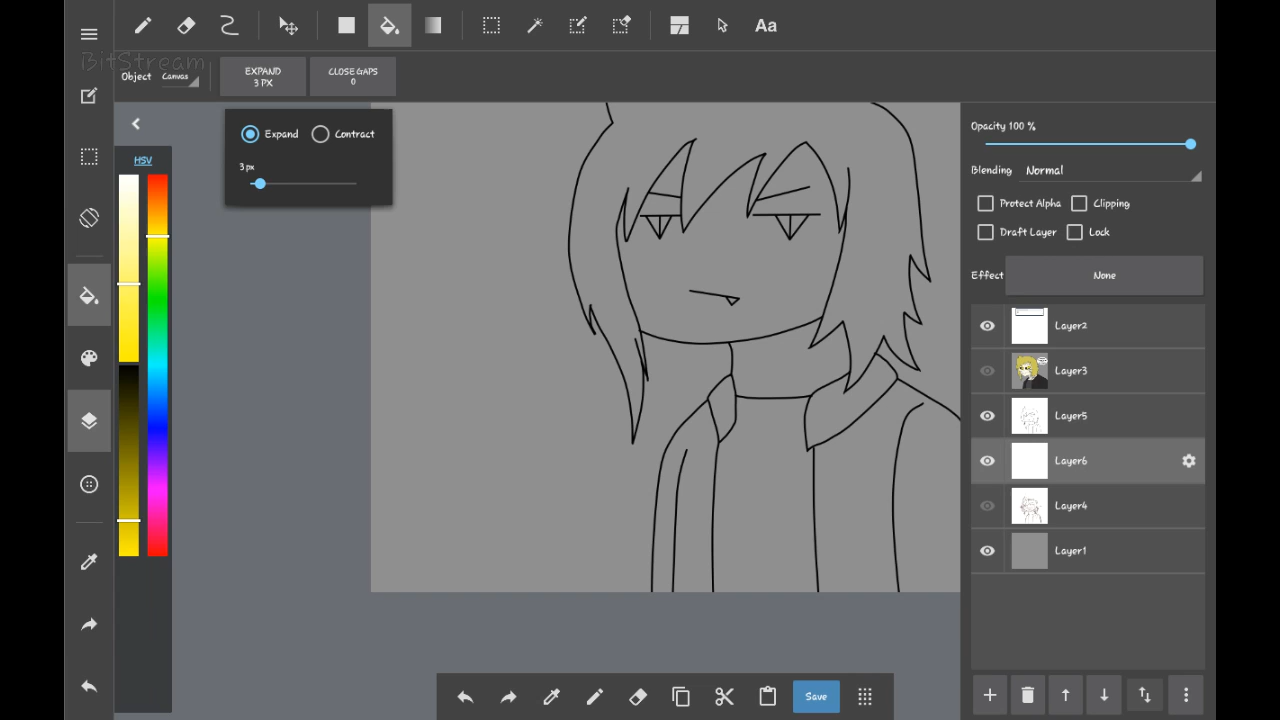 Aa
BitStream
Object Canvas
EXPAND
3 PX
CLOSE GAPS
0
Expand Contract
3 px
HSV
Opacity 100 %
Blending Normal
Protect Alpha Clipping
Draft Layer Lock
Effect None
Layer2
Layer3
Layer5
Layer6
Layer4
Layer1
Save